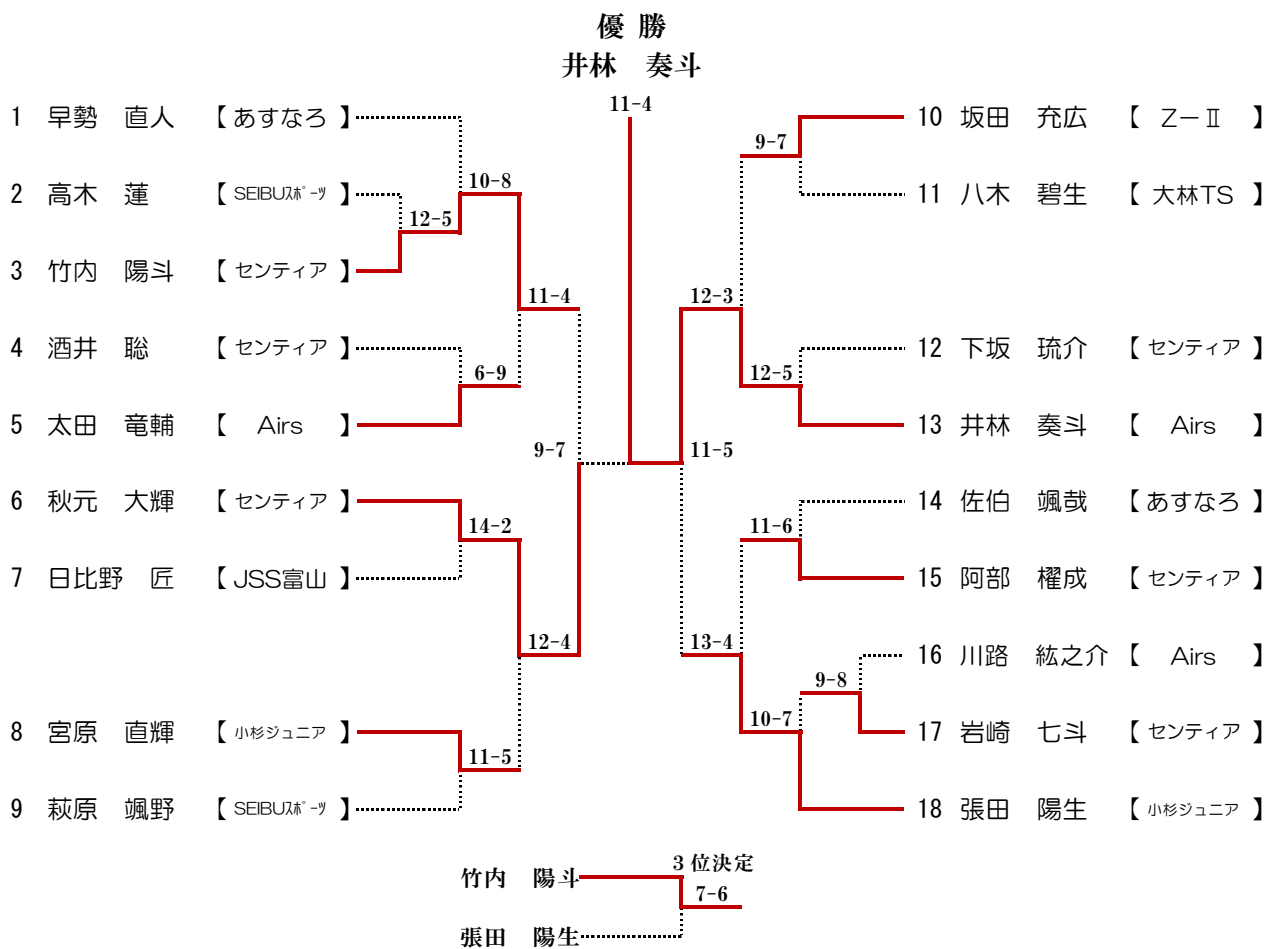 優 勝
井林　奏斗
11-4
1 早勢　直人 【 あすなろ 】
10-8
2 高木　蓮 【 SEIBUｽﾎﾟｰﾂ 】
12-5
3 竹内　陽斗 【 センティア 】
11-4
4 酒井　聡 【 センティア 】
6-9
5 太田　竜輔 【 Airs 】
9-7
6 秋元　大輝 【 センティア 】
14-2
7 日比野　匠 【 JSS富山 】
12-4
8 宮原　直輝 【 小杉ジュニア 】
11-5
9 萩原　颯野 【 SEIBUｽﾎﾟｰﾂ 】
10 坂田　充広 【 Z－Ⅱ 】
9-7
11 八木　碧生 【 大林TS 】
12-3
12 下坂　琉介 【 センティア 】
12-5
13 井林　奏斗 【 Airs 】
11-5
14 佐伯　颯哉 【 あすなろ 】
11-6
15 阿部　櫂成 【 センティア 】
13-4
16 川路　紘之介 【 Airs 】
9-8
10-7
17 岩崎　七斗 【 センティア 】
18 張田　陽生 【 小杉ジュニア 】
3 位決定
竹内　陽斗
7-6
張田　陽生